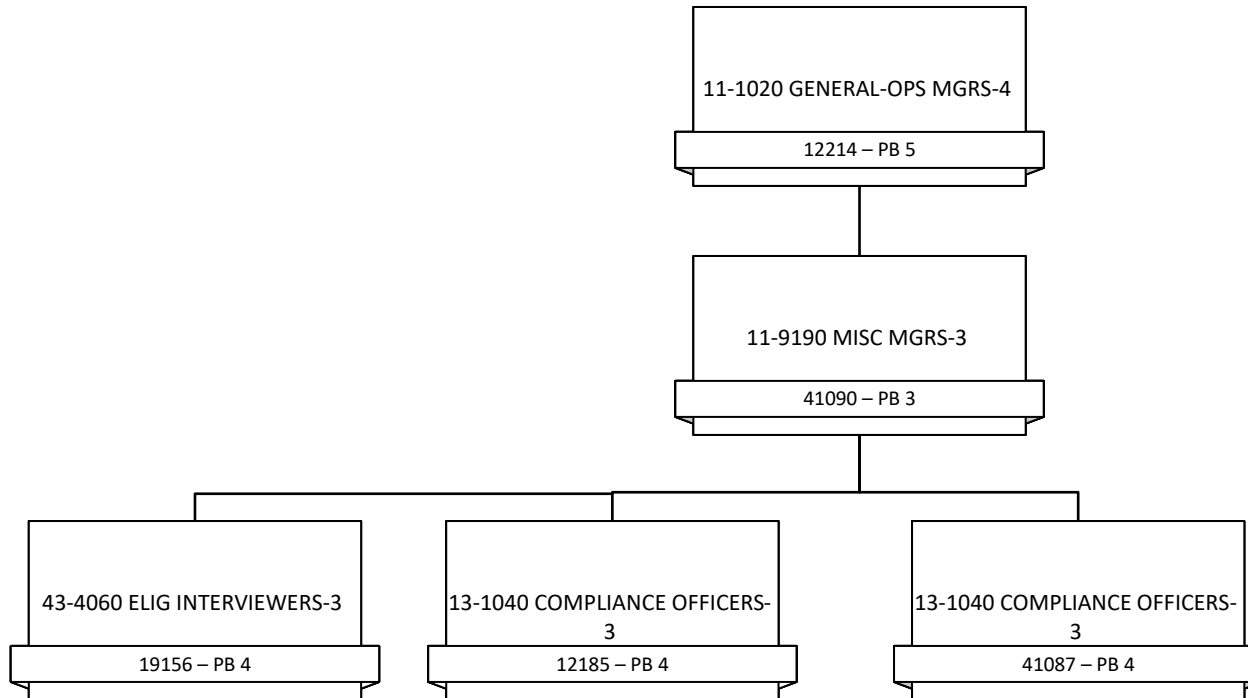 11-1020 GENERAL-OPS MGRS-4
12214 – PB 5
11-9190 MISC MGRS-3
41090 – PB 3
43-4060 ELIG INTERVIEWERS-3
19156 – PB 4
13-1040 COMPLIANCE OFFICERS-
3
12185 – PB 4
13-1040 COMPLIANCE OFFICERS-
3
41087 – PB 4